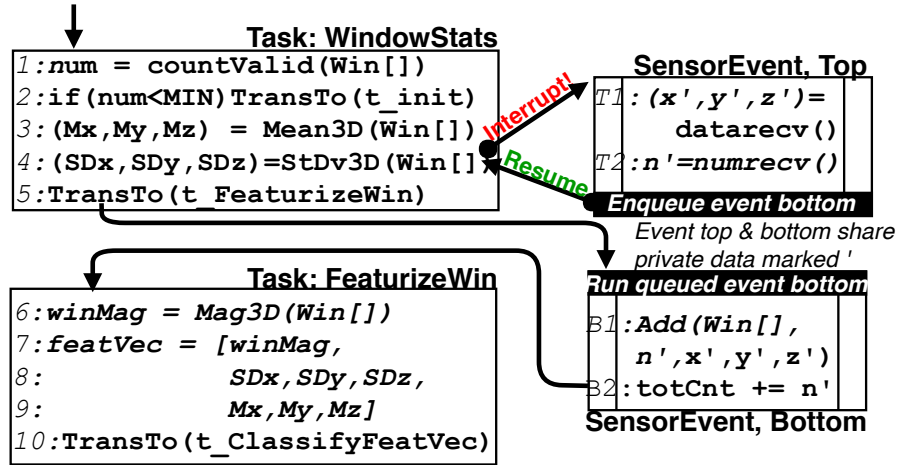 Task: WindowStats
1:num = countValid(Win[])
2:if(num<MIN)TransTo(t_init)
3:(Mx,My,Mz) = Mean3D(Win[])
4:(SDx,SDy,SDz)=StDv3D(Win[]
5:TransTo(t_FeaturizeWin)
Interrupt!
Resume
SensorEvent, Top
T1:(x',y',z')=
datarecv()
T2:n'=numrecv()
Enqueue event bottom
Event top & bottom share
private data marked '
Task: FeaturizeWin
6:winMag = Mag3D(Win[])
7:featVec = [winMag,
8: SDx,SDy,SDz,
9: Mx,My,Mz]
10:TransTo(t_ClassifyFeatVec)
Run queued event bottom
B1:Add(Win[],
n',x',y',z')
B2:totCnt += n'
SensorEvent, Bottom